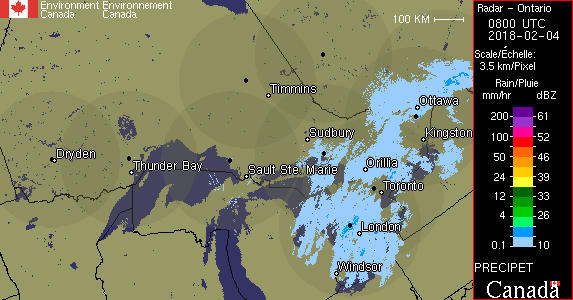 Environment Environnement
Canada Canada
100 KM
Timmins
Ottawa
Sudbury
Kingston
Dryden
Thunder Bay
Sault Ste. Marie
Orillia
Toronto
London
Windsor
Radar - Ontario
0800 UTC
2018-02-04
Scale/Échelle:
3.5 km/Pixel
Rain/Pluie
mm/hr dBZ
200 61
100 52
50 46
24 39
12 33
4 26
1 18
0.1 10
PRECIPET
Canada